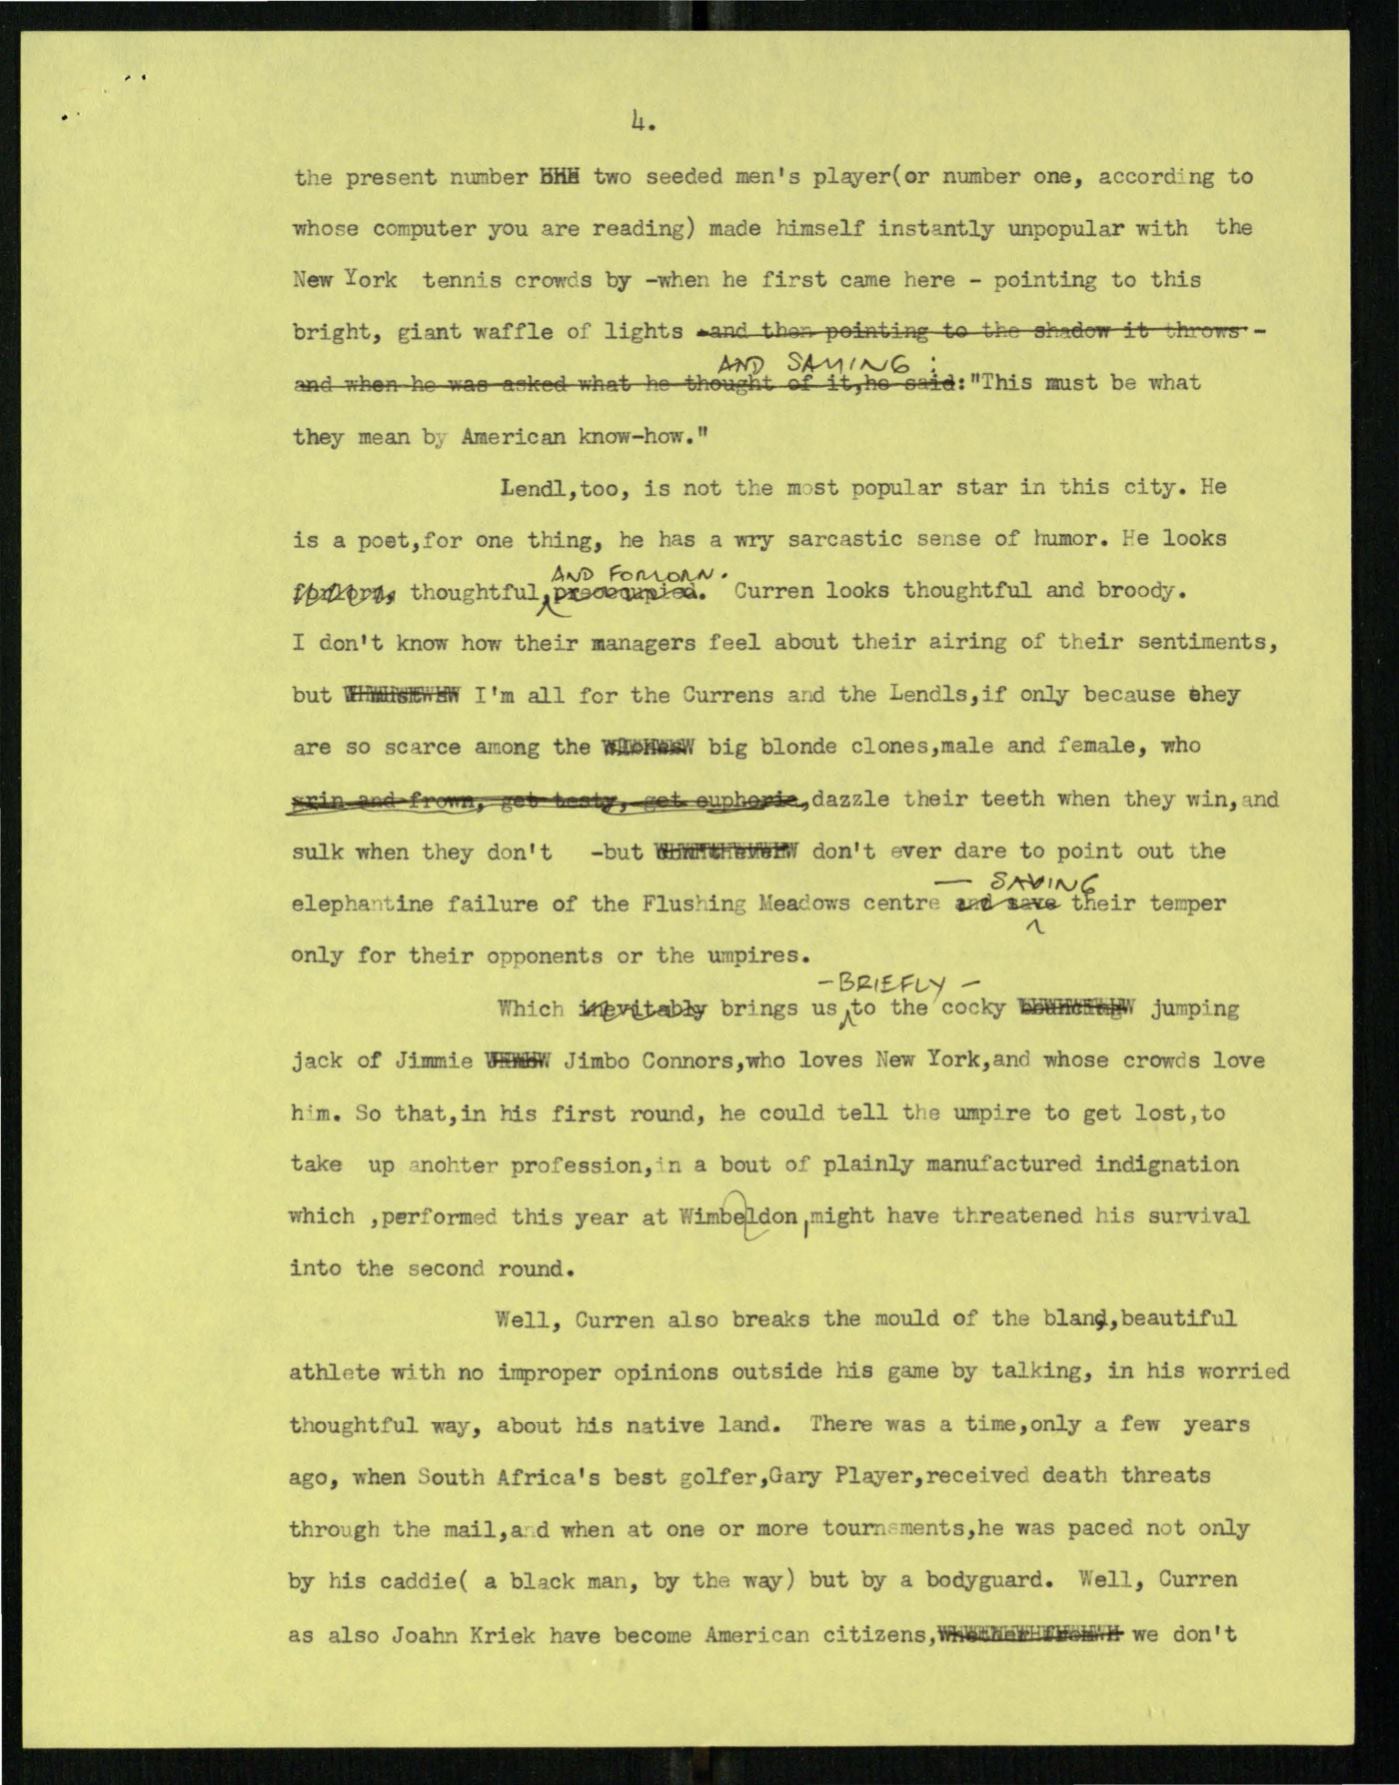 4.
the present number two seeded men's player(or number one, according to
whose computer you are reading) made himself instantly unpopular with the
New York tennis crowds by -when he first came here - pointing to this
bright, giant waffle of lights -and then pointing to the shadow it throws -
AND SAYING :
and when he was asked what he thought of it,he said:"This must be what
they mean by American know-how."
Lendl,too, is not the most popular star in this city. He
is a poet,for one thing, he has a wry sarcastic sense of humor. He looks
AND FORLORN.
forlorn, thoughtful, preoccupied. Curren looks thoughtful and broody.
I don't know how their managers feel about their airing of their sentiments,
but I'm all for the Currens and the Lendls,if only because they
are so scarce among the big blonde clones,male and female, who
grin and frown, get testy, get euphoric,dazzle their teeth when they win,and
sulk when they don't -but don't ever dare to point out the
— SAVING
elephantine failure of the Flushing Meadows centre and save their temper
only for their opponents or the umpires.
-BRIEFLY -
Which inevitably brings us to the cocky jumping
jack of Jimmie Jimbo Connors,who loves New York,and whose crowds love
him. So that,in his first round, he could tell the umpire to get lost,to
take up anohter profession,in a bout of plainly manufactured indignation
which ,performed this year at Wimbeldon,might have threatened his survival
into the second round.
Well, Curren also breaks the mould of the bland,beautiful
athlete with no improper opinions outside his game by talking, in his worried
thoughtful way, about his native land. There was a time,only a few years
ago, when South Africa's best golfer,Gary Player,received death threats
through the mail,and when at one or more tournaments,he was paced not only
by his caddie( a black man, by the way) but by a bodyguard. Well, Curren
as also Joahn Kriek have become American citizens, we don't